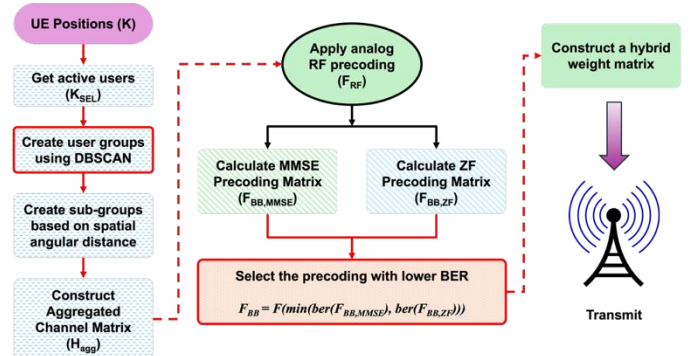 UE Positions (K)
Get active users
(K_SEL)
Create user groups
using DBSCAN
Create sub-groups
based on spatial
angular distance
Construct
Aggregated
Channel Matrix
(H_agg)
Apply analog
RF precoding
(F_RF)
Calculate MMSE
Precoding Matrix
(F_BB,MMSE)
Calculate ZF
Precoding Matrix
(F_BB,ZF)
Select the precoding with lower BER
F_BB = F(min(ber(F_BB,MMSE), ber(F_BB,ZF)))
Construct a hybrid
weight matrix
Transmit